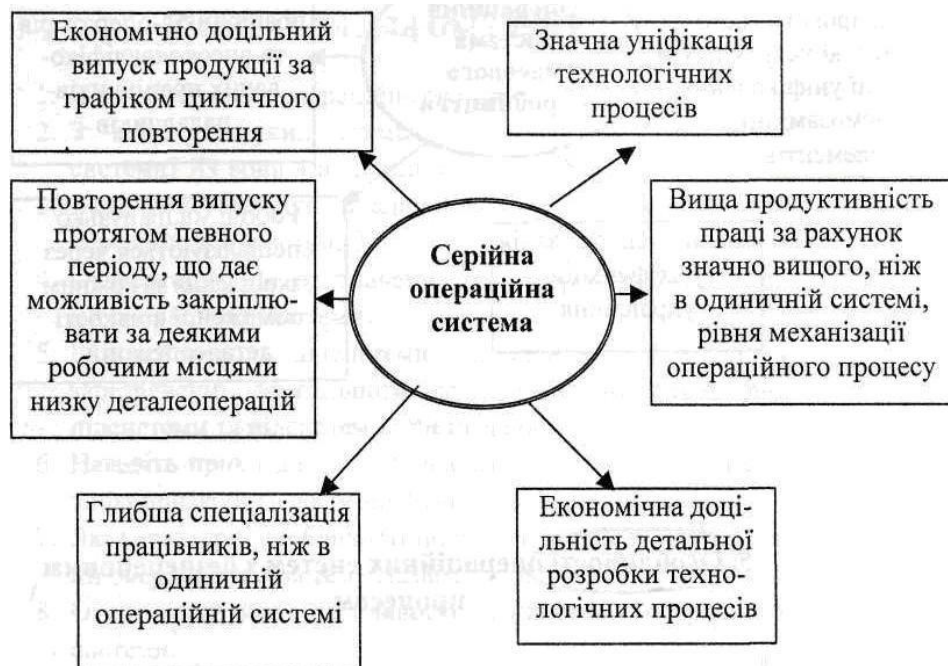 Економічно доцільний
випуск продукції за
графіком циклічного
повторення
Значна уніфікація
технологічних
процесів
Повторення випуску
протягом певного
періоду, що дає
можливість закріплю-
вати за деякими
робочими місцями
низку деталеоперацій
Серійна
операційна
система
Вища продуктивність
праці за рахунок
значно вищого, ніж
в одиничній системі,
рівня механізації
операційного процесу
Глибша спеціалізація
працівників, ніж в
одиничній
операційній системі
Економічна доці-
льність детальної
розробки техно-
логічних процесів